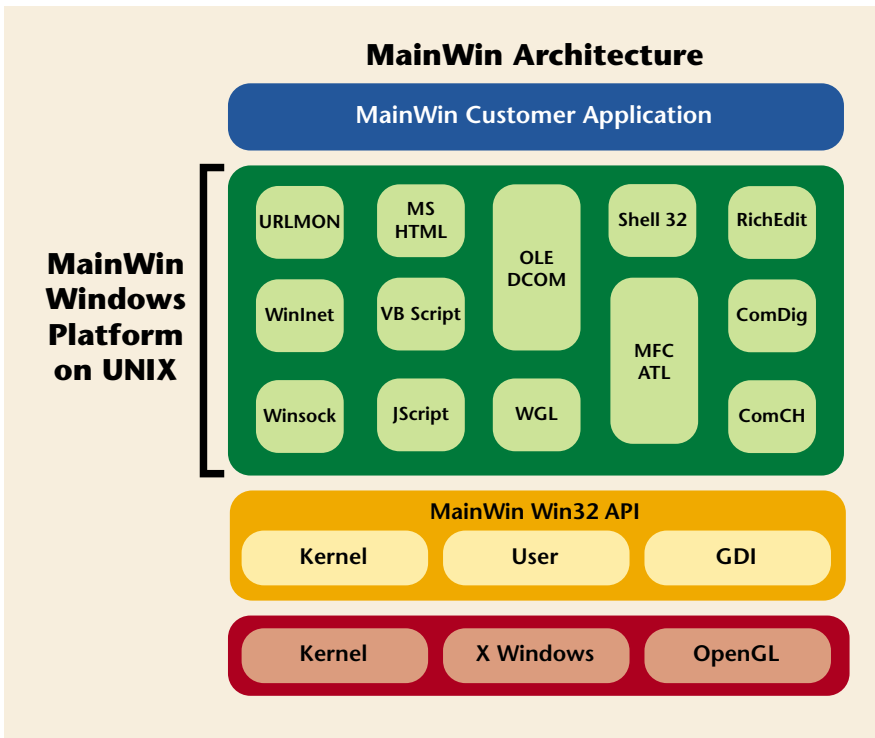 MainWin Architecture
MainWin Customer Application
MainWin
Windows
Platform
on UNIX
URLMON
MS
HTML
OLE
DCOM
Shell 32
RichEdit
WinInet
VB Script
MFC
ATL
ComDig
Winsock
JScript
WGL
ComCH
MainWin Win32 API
Kernel
User
GDI
Kernel
X Windows
OpenGL